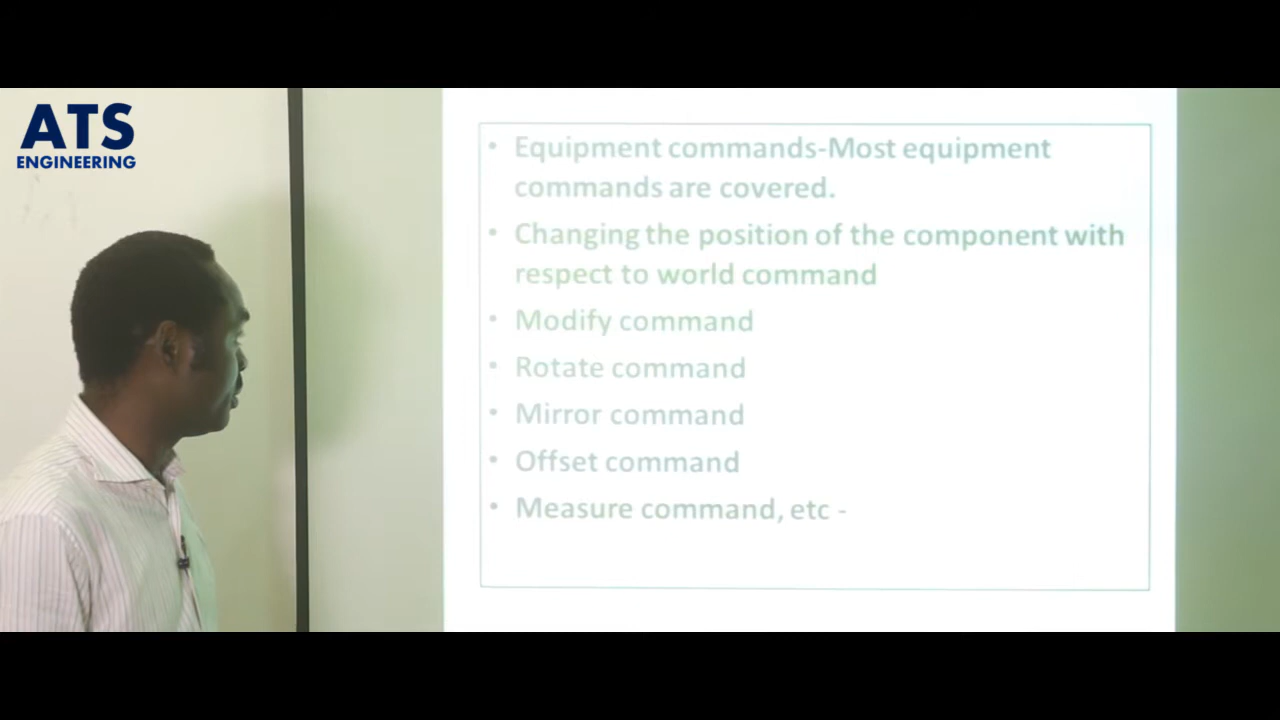 ATS
ENGINEERING
• Equipment commands-Most equipment
commands are covered.
• Changing the position of the component with
respect to world command
• Modify command
• Rotate command
• Mirror command
• Offset command
• Measure command, etc -